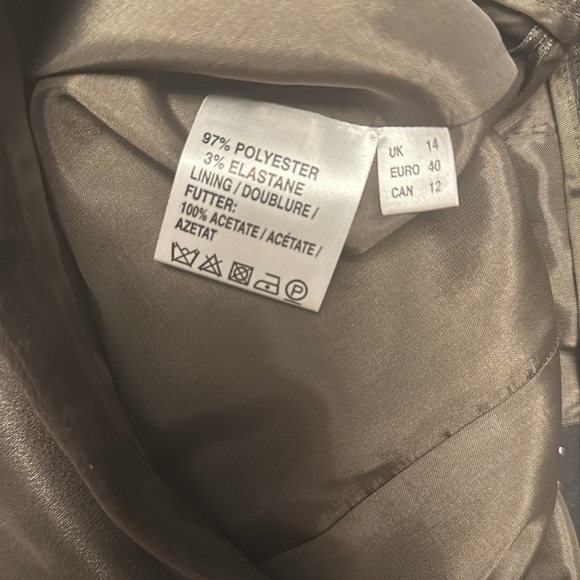 97% POLYESTER
3% ELASTANE
LINING / DOUBLURE /
FUTTER:
100% ACETATE / ACÉTATE /
AZETAT
P
UK 14
EURO 40
CAN 12